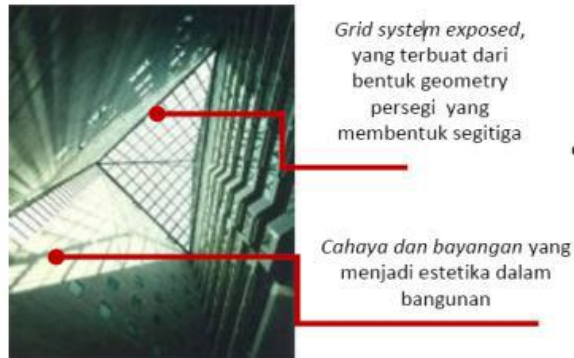 Grid system exposed,
yang terbuat dari
bentuk geometry
persegi yang
membentuk segitiga
Cahaya dan bayangan yang
menjadi estetika dalam
bangunan